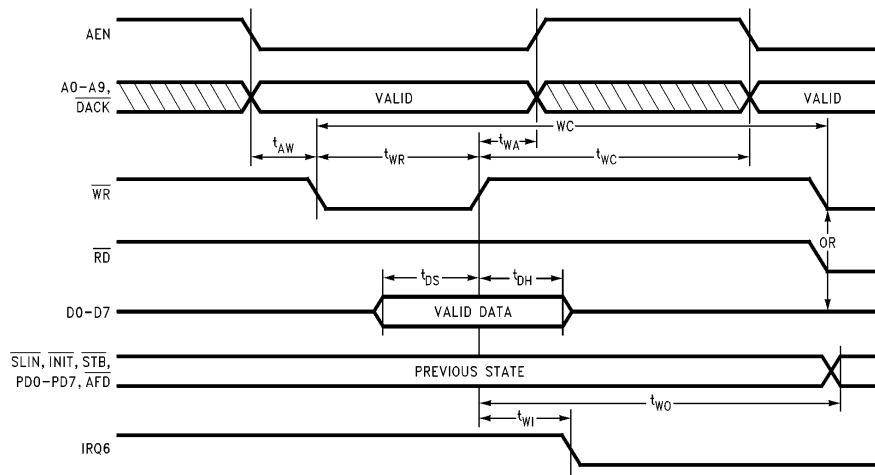 AEN
A0-A9,
DACK
VALID
VALID
WC
tAW
tWR
tWA
tWC
WR
RD
OR
tDS
tDH
D0-D7
VALID DATA
SLIN, INIT, STB,
PD0-PD7, AFD
PREVIOUS STATE
tWO
tWI
IRQ6